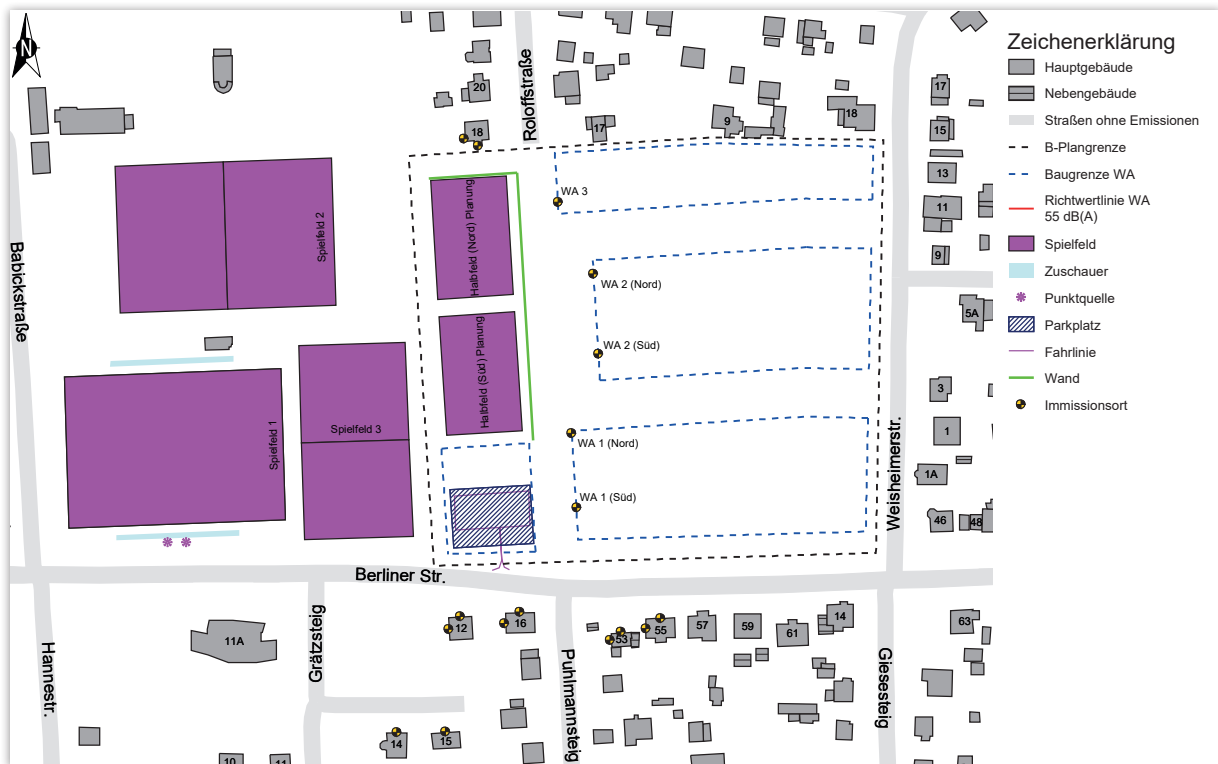 N
Roloffstraße
20
18
17
9
18
17
15
13
11
9
5A
3
1
1A
46
48
Babickstraße
Spielfeld 2
Halbfeld (Nord) Planung
Halbfeld (Süd) Planung
WA 3
WA 2 (Nord)
WA 2 (Süd)
WA 1 (Nord)
WA 1 (Süd)
Spielfeld 1
Spielfeld 3
Weisheimerstr.
Berliner Str.
Hannestr.
11A
Grätzsteig
12
16
Puhlmannsteig
53
55
57
59
61
14
63
Giesesteig
14
15
10
11
Zeichenerklärung
Hauptgebäude
Nebengebäude
Straßen ohne Emissionen
B-Plangrenze
Baugrenze WA
Richtwertlinie WA
55 dB(A)
Spielfeld
Zuschauer
Punktquelle
Parkplatz
Fahrlinie
Wand
Immissionsort